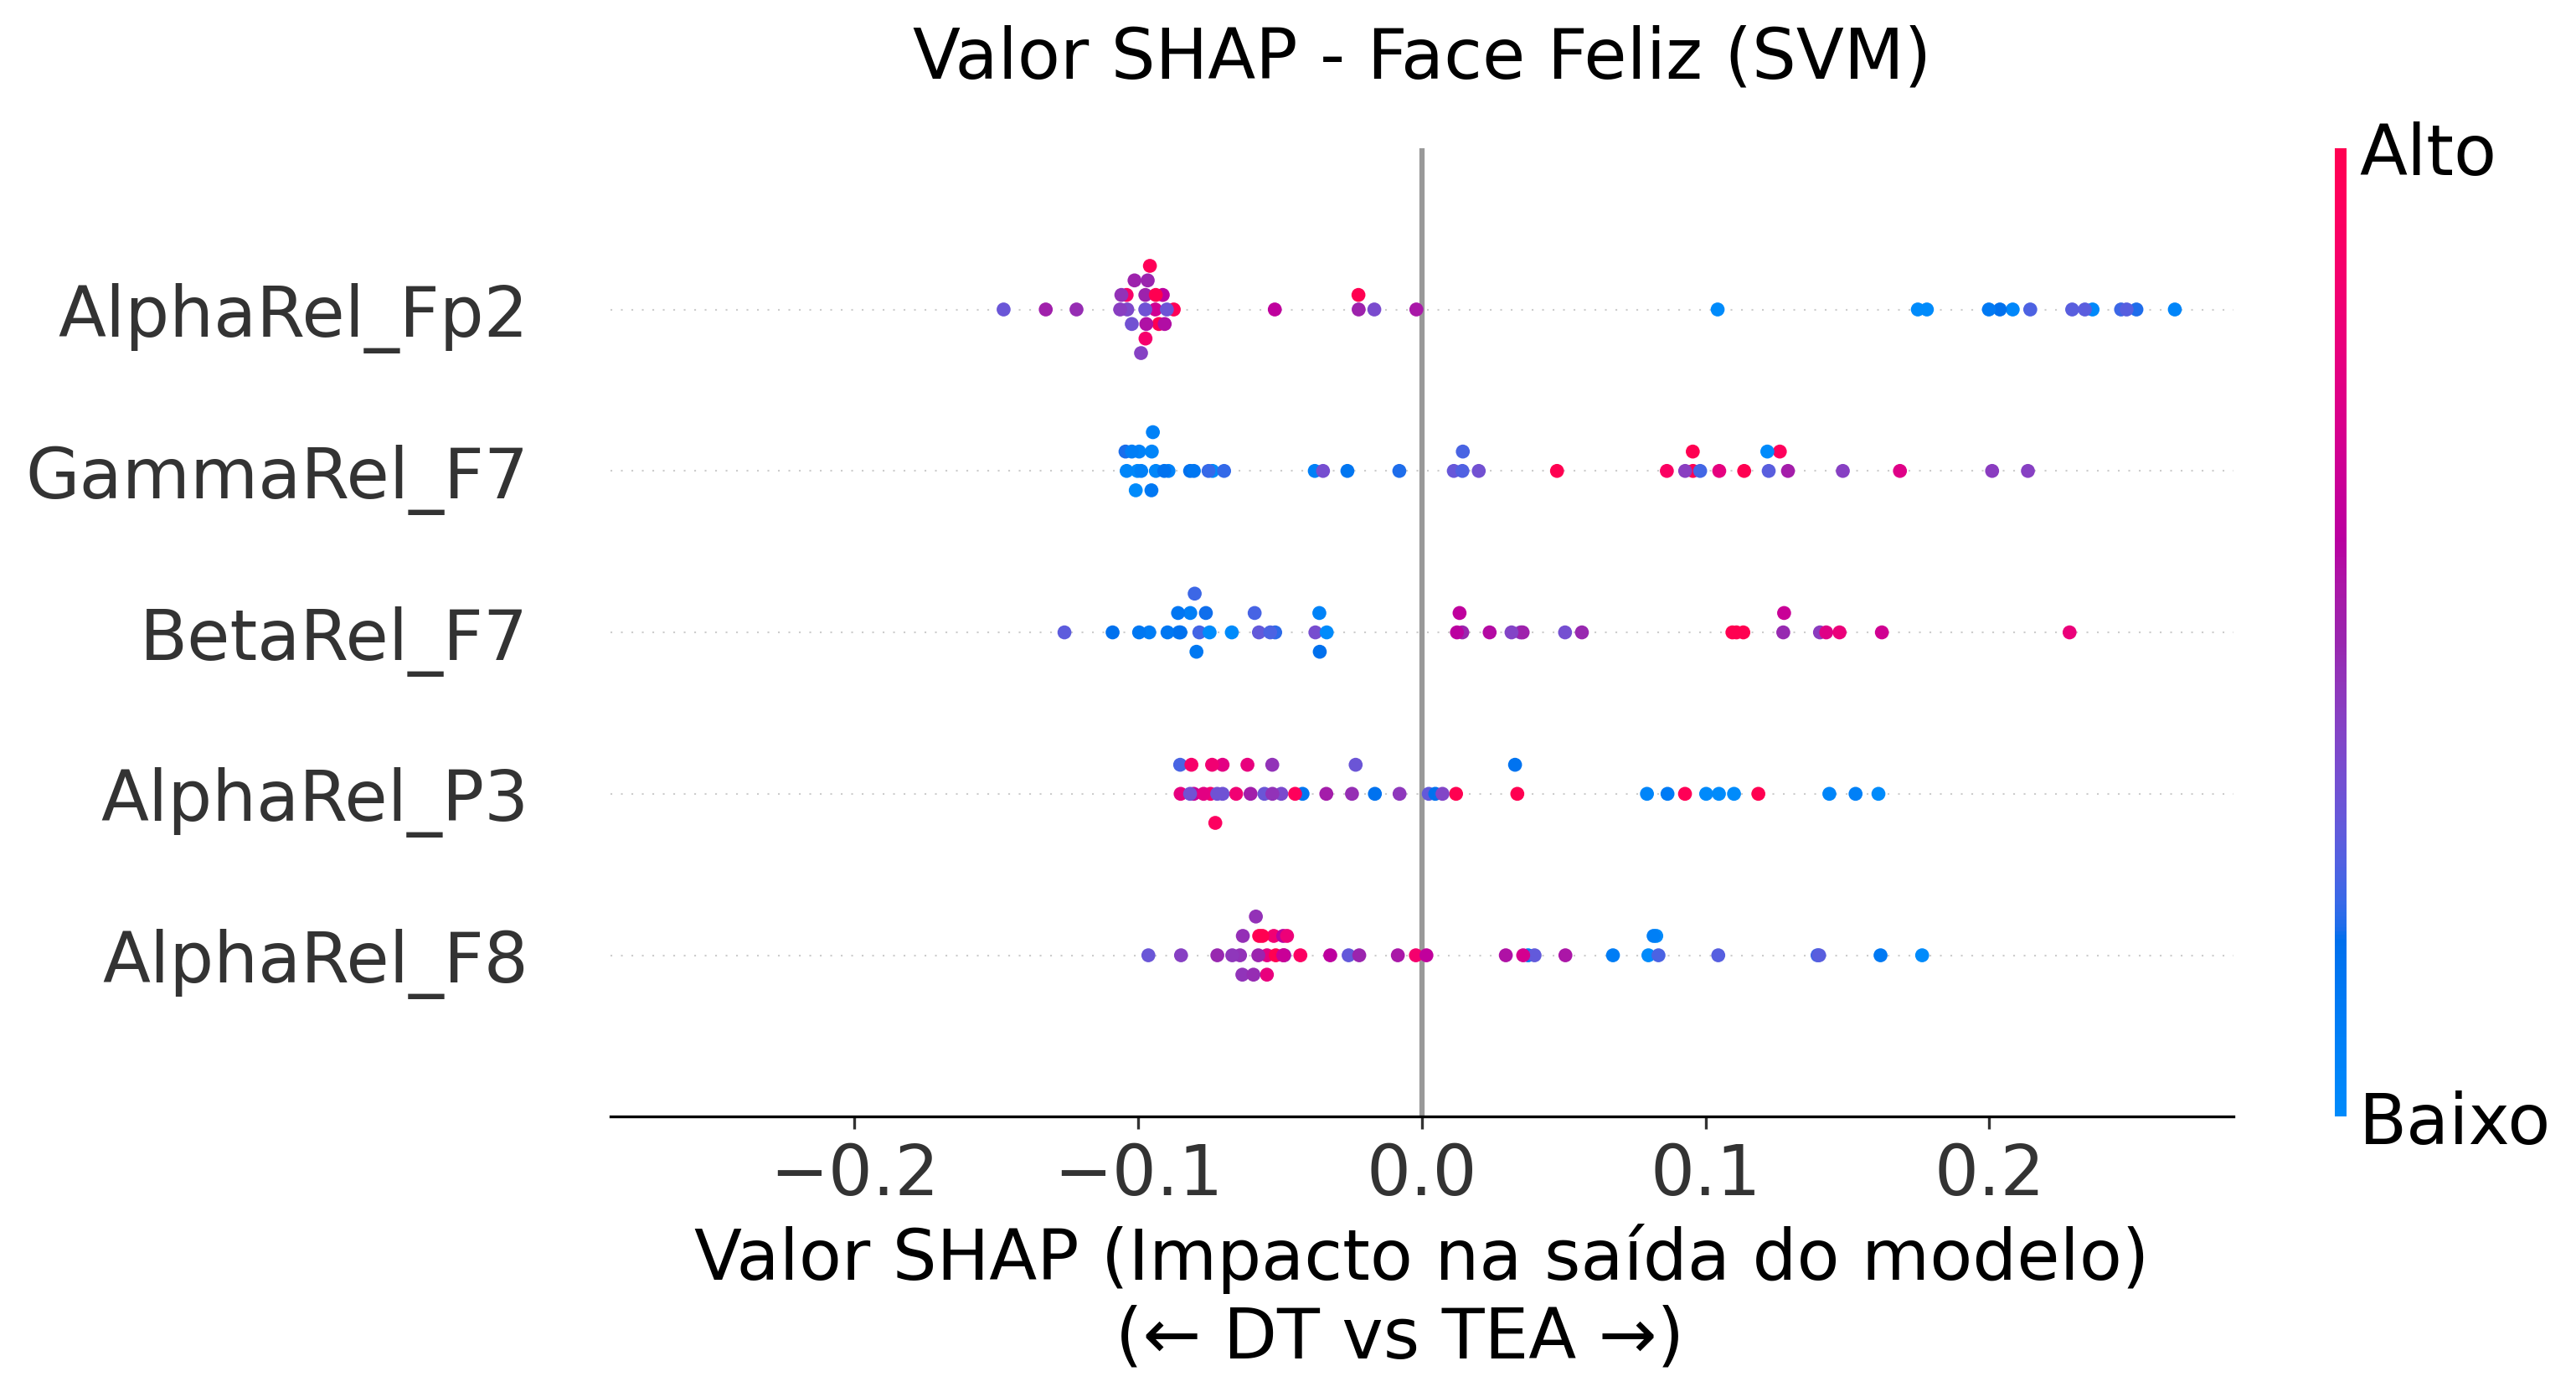 Valor SHAP - Face Feliz (SVM)
Alto
AlphaRel_Fp2
GammaRel_F7
BetaRel_F7
AlphaRel_P3
AlphaRel_F8
Baixo
−0.2 −0.1 0.0 0.1 0.2
Valor SHAP (Impacto na saída do modelo)
(← DT vs TEA →)